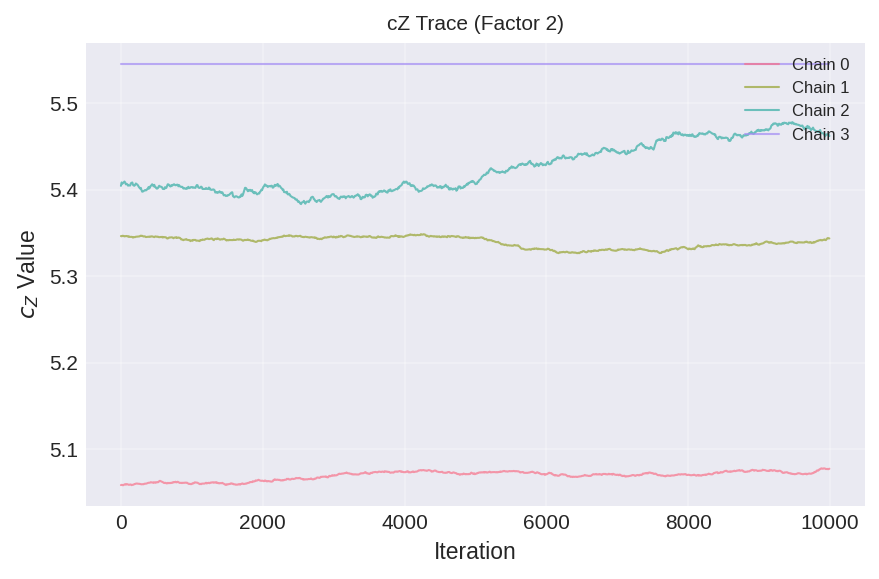 cZ Trace (Factor 2)
cZ Value
5.5
5.4
5.3
5.2
5.1
0
2000
4000
6000
8000
10000
Iteration
Chain 0
Chain 1
Chain 2
Chain 3